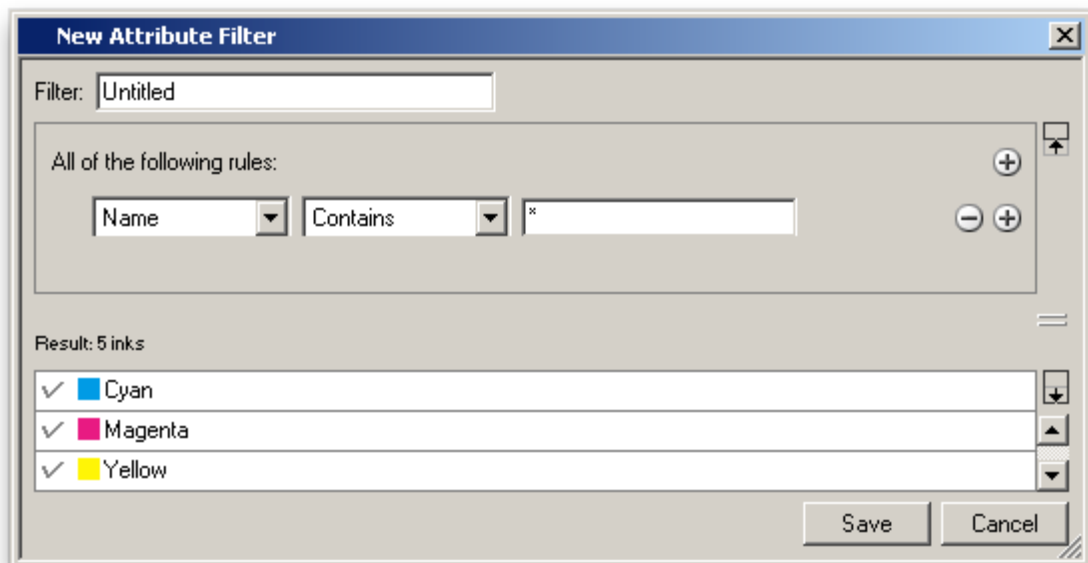 New Attribute Filter
Filter: Untitled
All of the following rules:
Name Contains *
Result: 5 inks
Cyan
Magenta
Yellow
Save Cancel